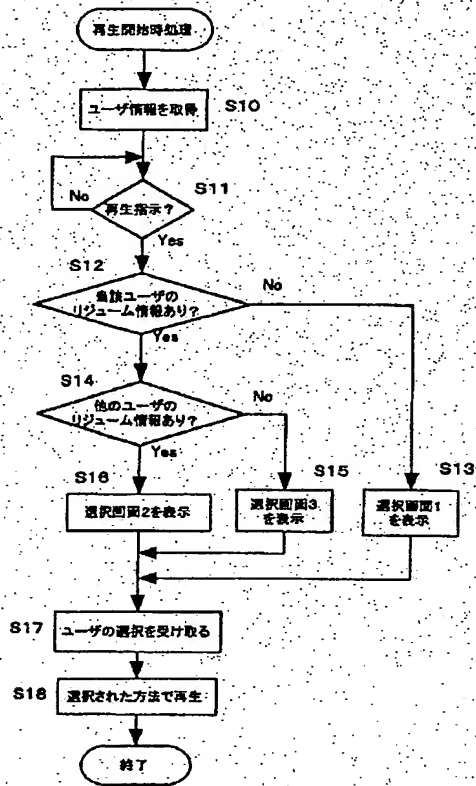 再生開始時処理
ユーザ情報を取得
S10
No
再生指示？
S11
Yes
S12
当該ユーザの
リジューム情報あり？
No
Yes
S14
他のユーザの
リジューム情報あり？
No
Yes
S16
選択画面2を表示
S15
選択画面3
を表示
S13
選択画面1
を表示
S17
ユーザの選択を受け取る
S18
選択された方法で再生
終了